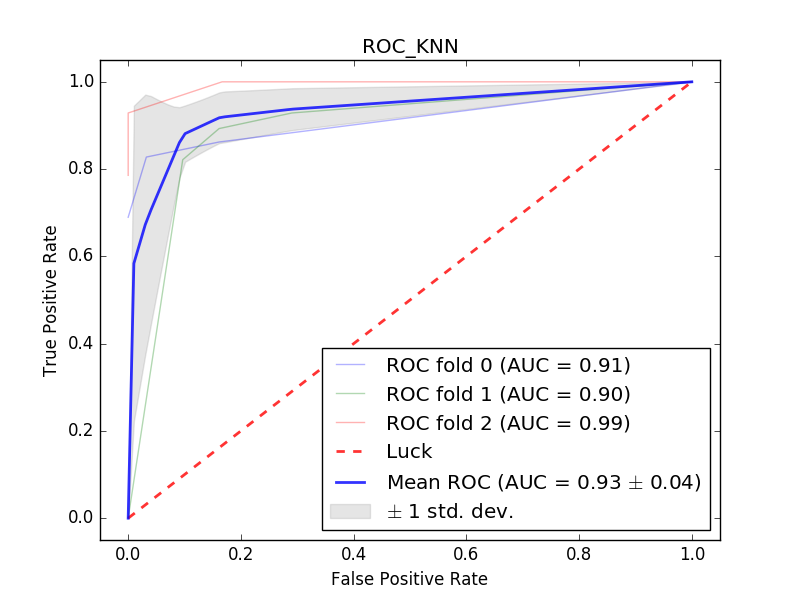 ROC_KNN
1.0
0.8
0.6
0.4
0.2
0.0
True Positive Rate
ROC fold 0 (AUC = 0.91)
ROC fold 1 (AUC = 0.90)
ROC fold 2 (AUC = 0.99)
Luck
Mean ROC (AUC = 0.93 ± 0.04)
± 1 std. dev.
0.0 0.2 0.4 0.6 0.8 1.0
False Positive Rate